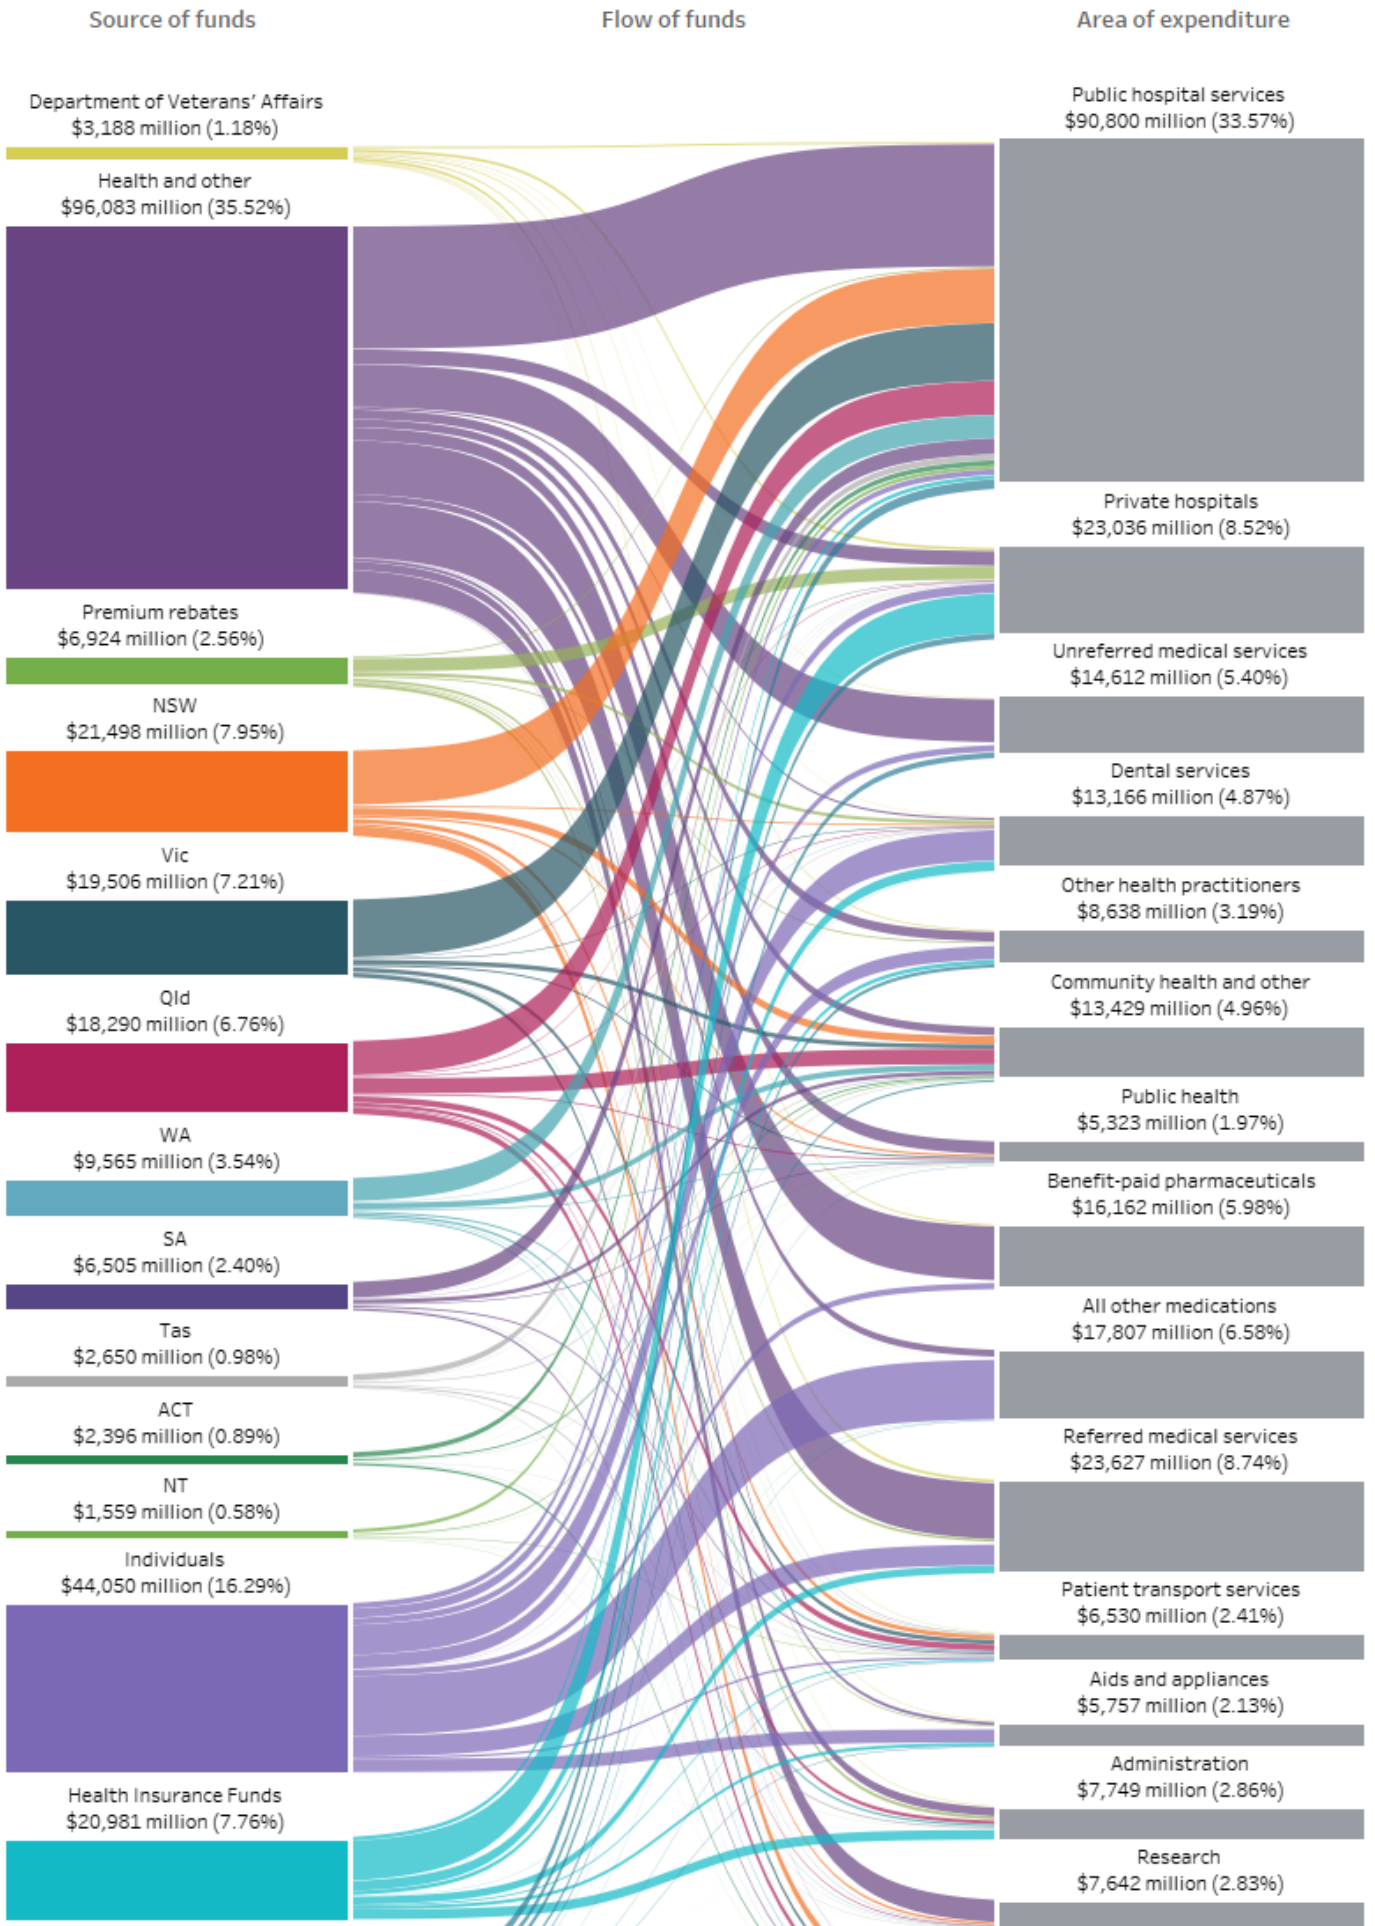 Source of funds
Flow of funds
Area of expenditure
Department of Veterans' Affairs
$3,188 million (1.18%)
Health and other
$96,083 million (35.52%)
Premium rebates
$6,924 million (2.56%)
NSW
$21,498 million (7.95%)
Vic
$19,506 million (7.21%)
Qld
$18,290 million (6.76%)
WA
$9,565 million (3.54%)
SA
$6,505 million (2.40%)
Tas
$2,650 million (0.98%)
ACT
$2,396 million (0.89%)
NT
$1,559 million (0.58%)
Individuals
$44,050 million (16.29%)
Health Insurance Funds
$20,981 million (7.76%)
Public hospital services
$90,800 million (33.57%)
Private hospitals
$23,036 million (8.52%)
Unreferred medical services
$14,612 million (5.40%)
Dental services
$13,166 million (4.87%)
Other health practitioners
$8,638 million (3.19%)
Community health and other
$13,429 million (4.96%)
Public health
$5,323 million (1.97%)
Benefit-paid pharmaceuticals
$16,162 million (5.98%)
All other medications
$17,807 million (6.58%)
Referred medical services
$23,627 million (8.74%)
Patient transport services
$6,530 million (2.41%)
Aids and appliances
$5,757 million (2.13%)
Administration
$7,749 million (2.86%)
Research
$7,642 million (2.83%)